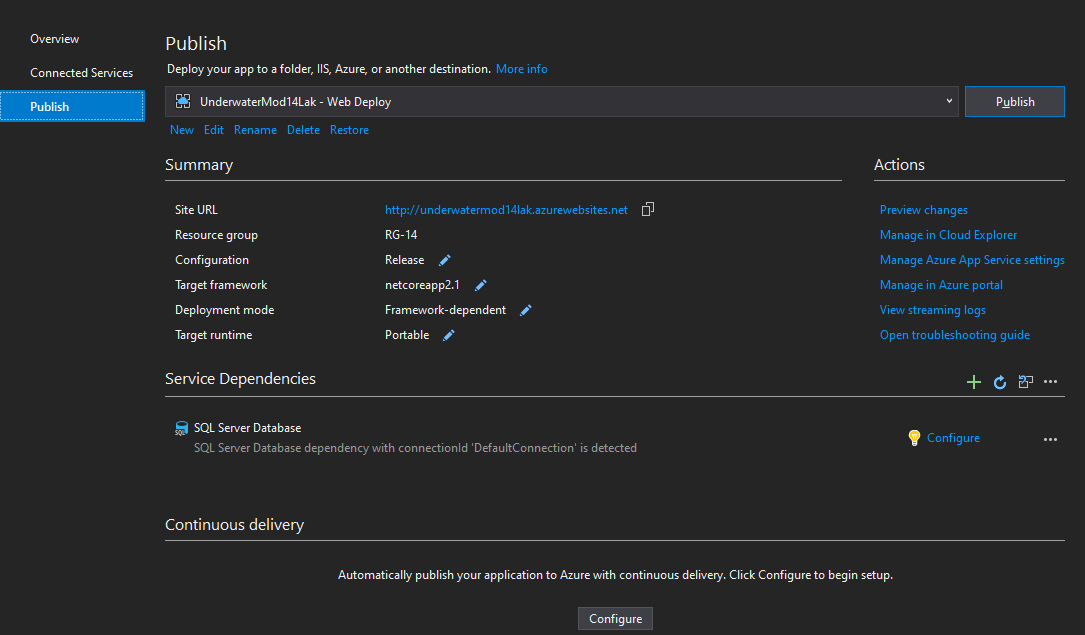 Overview
Connected Services
Publish
Publish
Deploy your app to a folder, IIS, Azure, or another destination. More info
UnderwaterMod14Lak - Web Deploy
Publish
New Edit Rename Delete Restore
Summary
Site URL http://underwatermod14lak.azurewebsites.net
Resource group RG-14
Configuration Release
Target framework netcoreapp2.1
Deployment mode Framework-dependent
Target runtime Portable
Actions
Preview changes
Manage in Cloud Explorer
Manage Azure App Service settings
Manage in Azure portal
View streaming logs
Open troubleshooting guide
Service Dependencies
SQL
SQL Server Database
SQL Server Database dependency with connectionId 'DefaultConnection' is detected
Configure
Continuous delivery
Automatically publish your application to Azure with continuous delivery. Click Configure to begin setup.
Configure